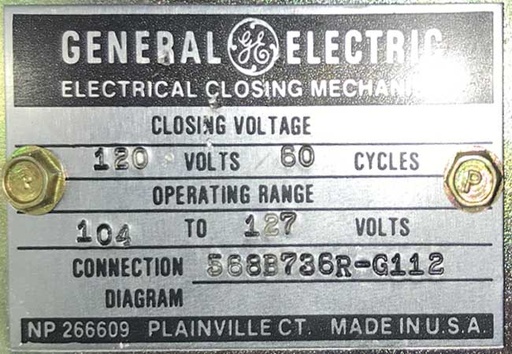 GENERAL GE ELECTRIC
ELECTRICAL CLOSING
CLOSING VOLTAGE
120 VOLTS 60 CYCLES
OPERATING RANGE
104 TO 127 VOLTS
CONNECTION 568B736R-G112
DIAGRAM
NP 266609 PLAINVILLE CT. MADE IN U.S.A.
P